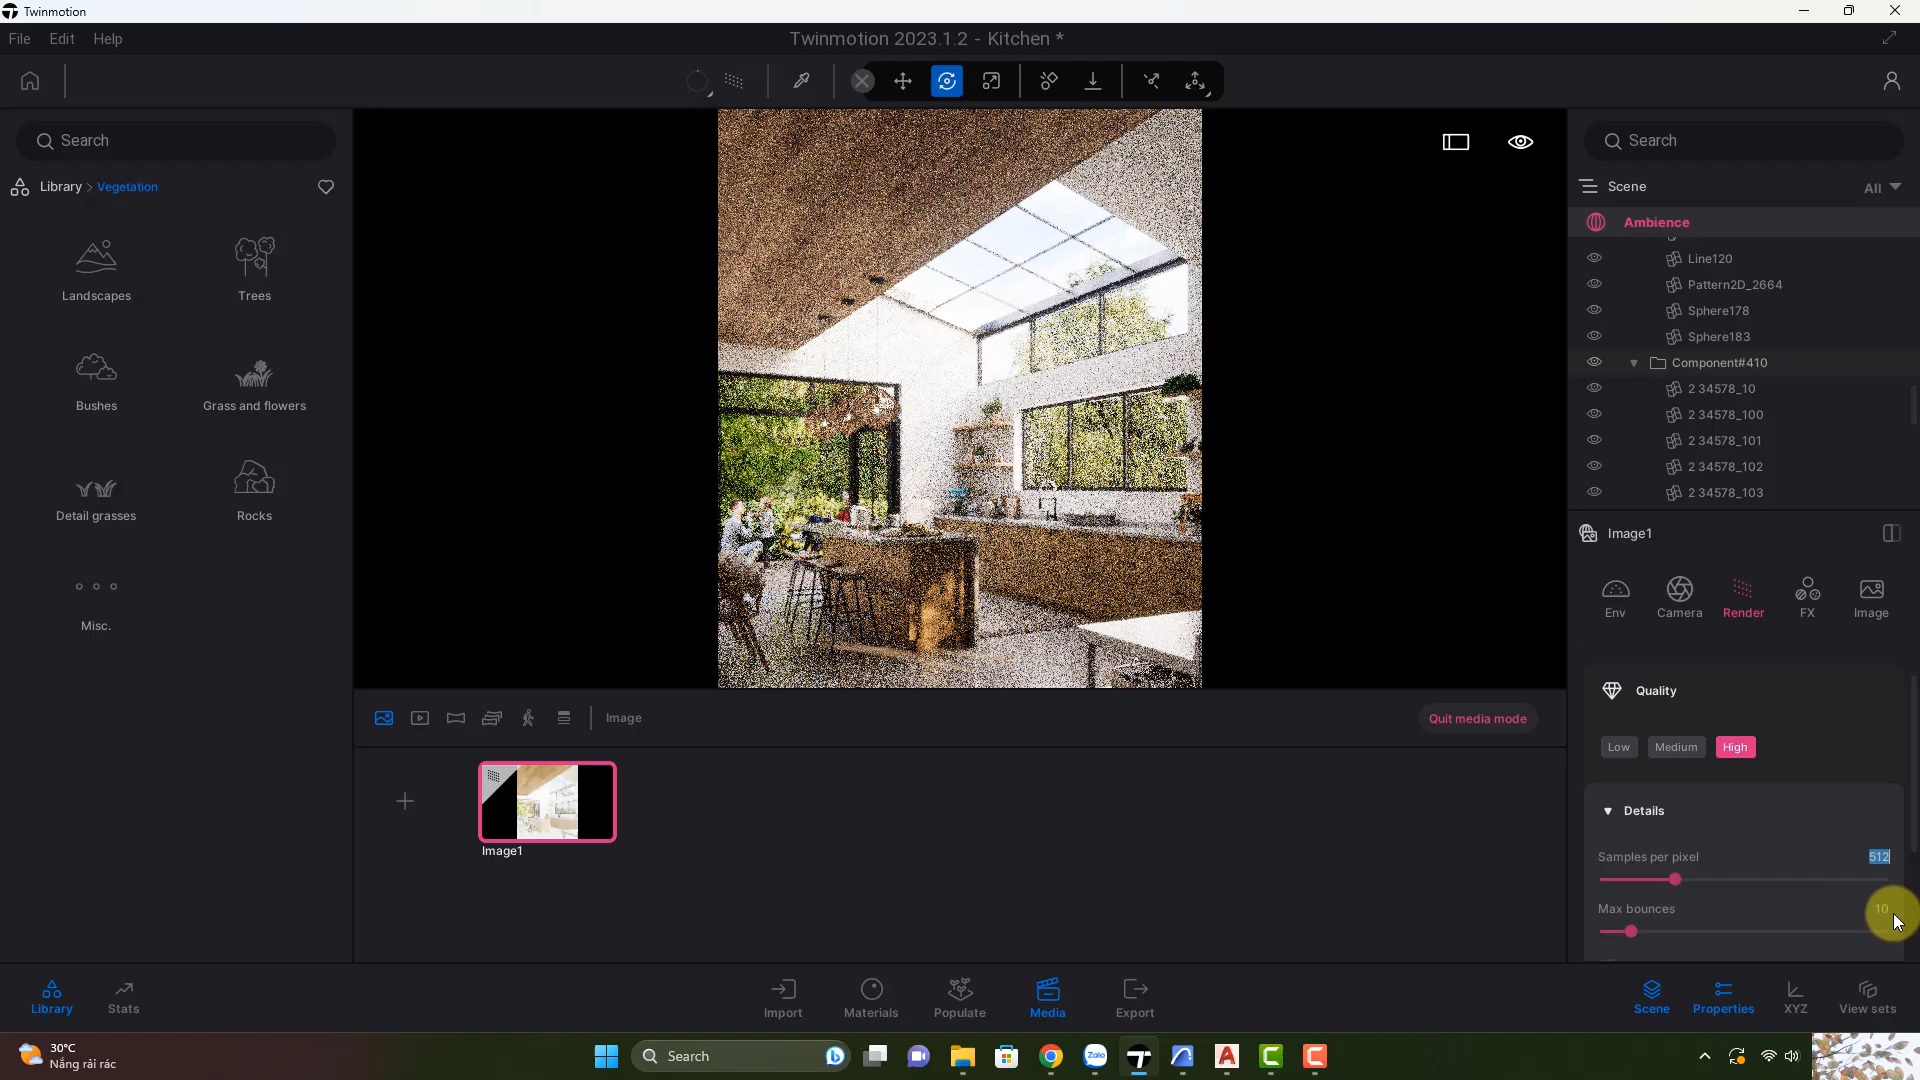 Twinmotion
File Edit Help
Twinmotion 2023.1.2 - Kitchen *
Search
Library > Vegetation
Landscapes
Trees
Bushes
Grass and flowers
Detail grasses
Rocks
Misc.
Search
Scene
All
Ambience
Line120
Pattern2D_2664
Sphere178
Sphere183
Component#410
2 34578_10
2 34578_100
2 34578_101
2 34578_102
2 34578_103
Image1
Env
Camera
Render
FX
Image
Quality
Low
Medium
High
Details
Samples per pixel
512
Max bounces
10
Image
Quit media mode
Image1
Library
Stats
Import
Materials
Populate
Media
Export
Scene
Properties
XYZ
View sets
30°C
Nắng rải rác
Search
Zalo